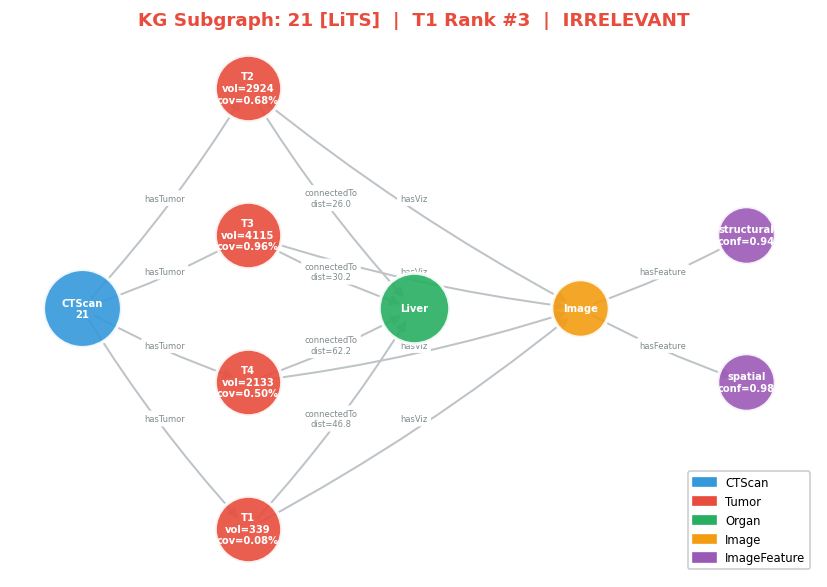 KG Subgraph: 21 [LiTS]  |  T1 Rank #3  |  IRRELEVANT
T2
vol=2924
cov=0.68%
hasTumor
connectedTo
dist=26.0
hasViz
T3
vol=4115
cov=0.96%
structural
conf=0.94
hasTumor
connectedTo
dist=30.2
hasViz
hasFeature
CTScan
21
Liver
Image
hasTumor
connectedTo
dist=62.2
hasViz
hasFeature
T4
vol=2133
cov=0.50%
spatial
conf=0.98
hasTumor
connectedTo
dist=46.8
hasViz
T1
vol=339
cov=0.08%
CTScan
Tumor
Organ
Image
ImageFeature